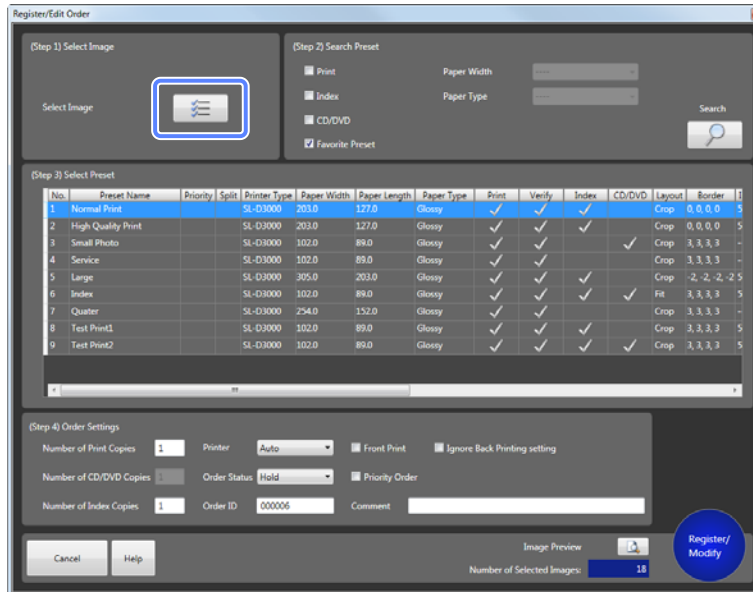 Register/Edit Order
(Step 1) Select Image
Select Image
(Step 2) Search Preset
Print
Paper Width
-----
Index
Paper Type
-----
CD/DVD
Search
Favorite Preset
(Step 3) Select Preset
No. Preset Name Priority Split Printer Type Paper Width Paper Length Paper Type Print Verify Index CD/DVD Layout Border
1 Normal Print SL-D3000 203.0 127.0 Glossy Crop 0, 0, 0, 0 5
2 High Quality Print SL-D3000 203.0 127.0 Glossy Crop 0, 0, 0, 0 5
3 Small Photo SL-D3000 102.0 89.0 Glossy Crop 3, 3, 3, 3 -
4 Service SL-D3000 102.0 89.0 Glossy Crop 3, 3, 3, 3 -
5 Large SL-D3000 305.0 203.0 Glossy Crop -2, -2, -2, -2 5
6 Index SL-D3000 102.0 89.0 Glossy Fit 3, 3, 3, 3 5
7 Quater SL-D3000 254.0 152.0 Glossy Crop 3, 3, 3, 3 -
8 Test Print1 SL-D3000 102.0 89.0 Glossy Crop 3, 3, 3, 3 5
9 Test Print2 SL-D3000 102.0 89.0 Glossy Crop 3, 3, 3, 3 5
(Step 4) Order Settings
Number of Print Copies 1 Printer Auto Front Print Ignore Back Printing setting
Number of CD/DVD Copies 1 Order Status Hold Priority Order
Number of Index Copies 1 Order ID 000006 Comment
Cancel
Help
Image Preview
Number of Selected Images: 18
Register/
Modify